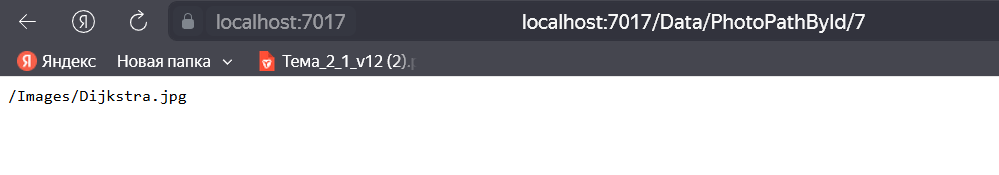 localhost:7017 localhost:7017/Data/PhotoPathById/7
Яндекс Новая папка Тема_2_1_v12 (2).
/Images/Dijkstra.jpg